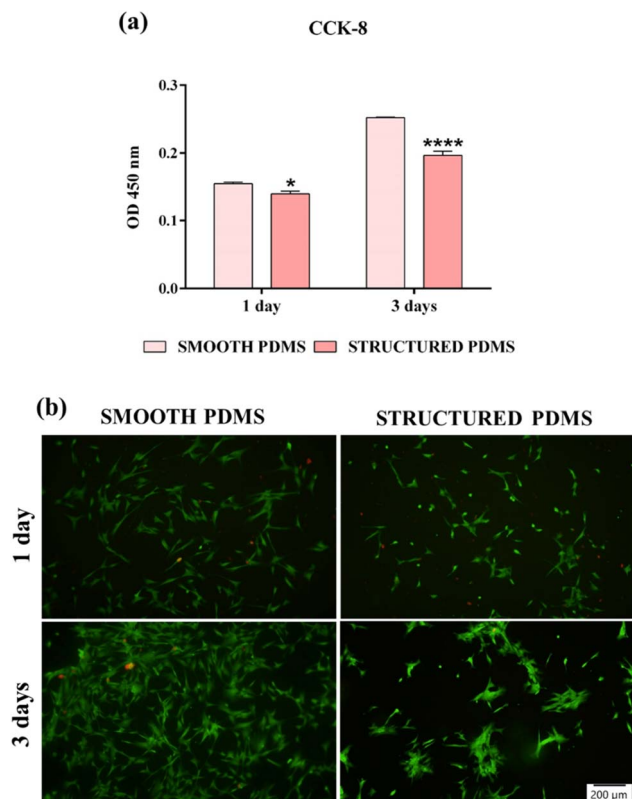 (a)
CCK-8
0.3
0.2
0.1
0.0
OD 450 nm
*
****
1 day
3 days
SMOOTH PDMS
STRUCTURED PDMS
(b)
SMOOTH PDMS
STRUCTURED PDMS
1 day
3 days
200 µm